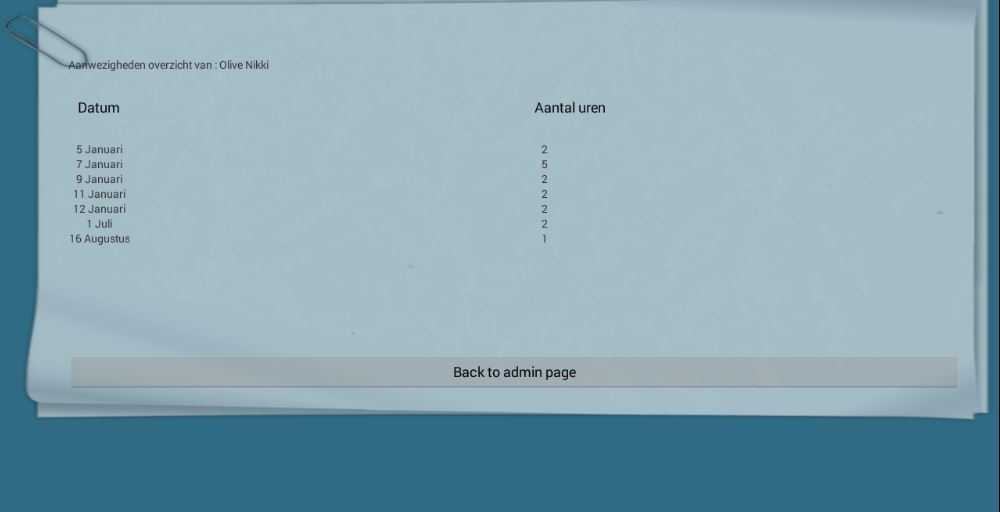 Aanwezigheden overzicht van : Olive Nikki
Datum Aantal uren
5 Januari 2
7 Januari 5
9 Januari 2
11 Januari 2
12 Januari 2
1 Juli 2
16 Augustus 1
Back to admin page